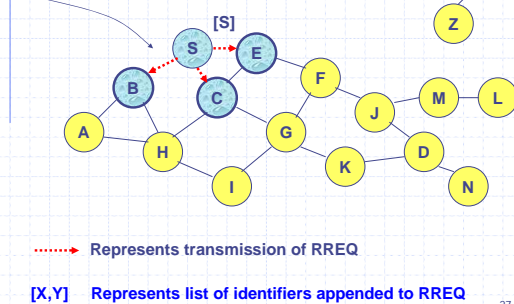 Z
[S]
S
E
F
B
C
M
L
J
A
G
H
D
K
I
N
Represents transmission of RREQ
[X,Y] Represents list of identifiers appended to RREQ